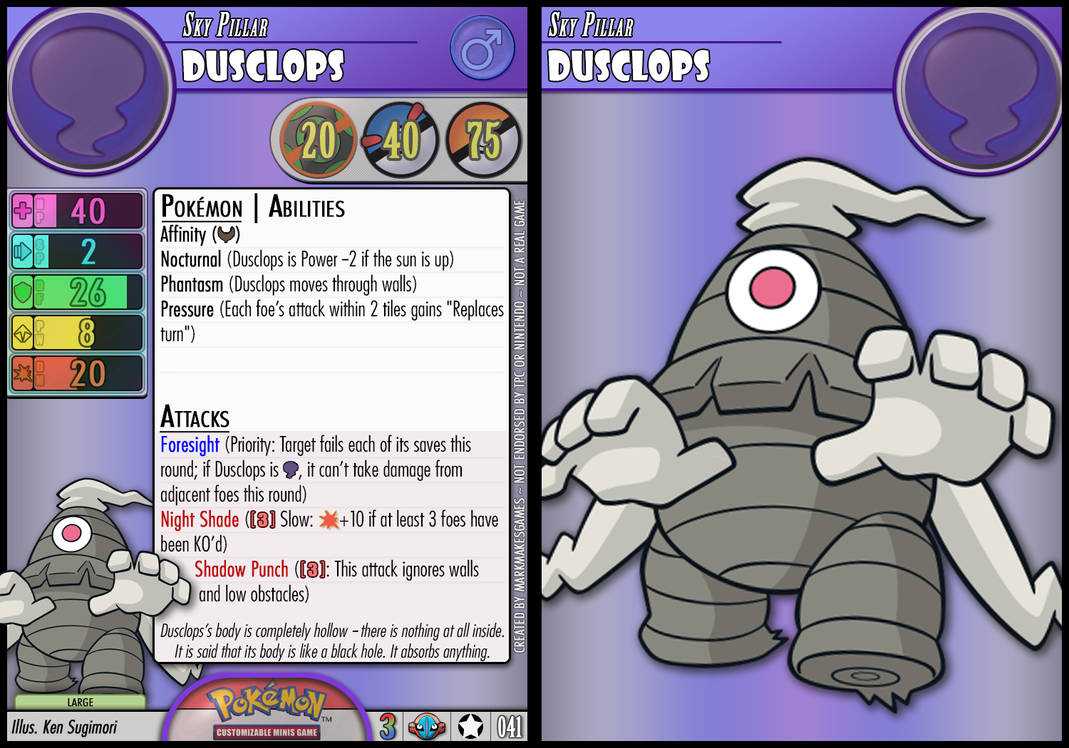 SKY PILLAR
DUSCLOPS
20 40 75
HP 40
SP 2
DF 26
PW 8
DM 20
POKÉMON | ABILITIES
Affinity ( )
Nocturnal (Dusclops is Power –2 if the sun is up)
Phantasm (Dusclops moves through walls)
Pressure (Each foe's attack within 2 tiles gains "Replaces
turn")
ATTACKS
Foresight (Priority: Target fails each of its saves this
round; if Dusclops is , it can't take damage from
adjacent foes this round)
Night Shade ([3] Slow: +10 if at least 3 foes have
been KO'd)
Shadow Punch ([3]: This attack ignores walls
and low obstacles)
Dusclops's body is completely hollow – there is nothing at all inside.
It is said that its body is like a black hole. It absorbs anything.
CREATED BY MARKMAKESGAMES ~ NOT ENDORSED BY TPC OR NINTENDO ~ NOT A REAL GAME
LARGE
Illus. Ken Sugimori
POKéMON TM
CUSTOMIZABLE MINIS GAME
3
041
SKY PILLAR
DUSCLOPS